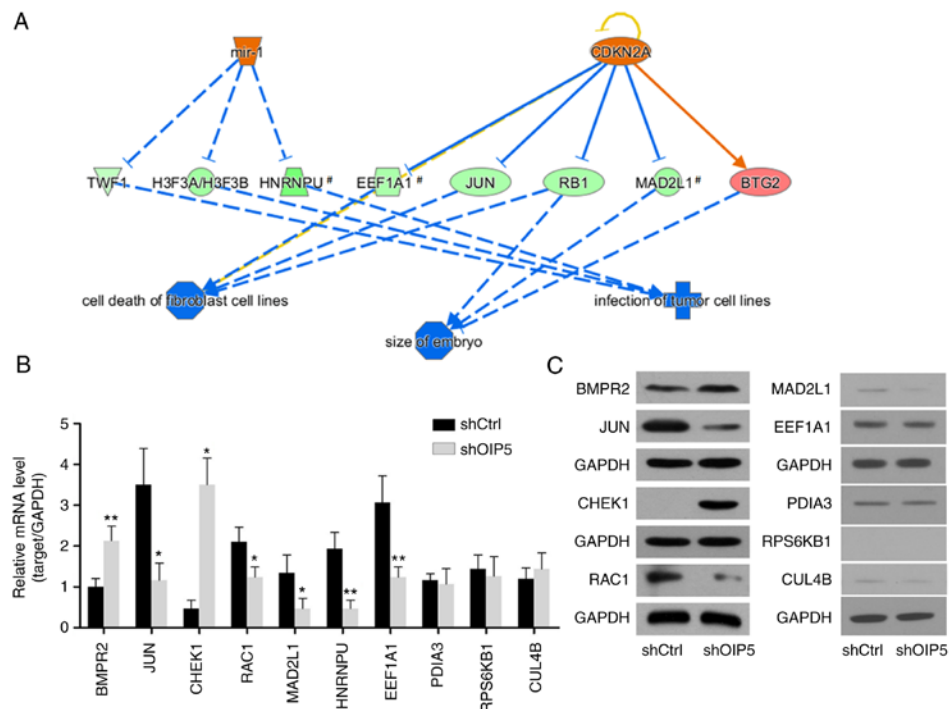 A
mir-1 CDKN2A
TWF1 H3F3A/H3F3B HNRNPU # EEF1A1 # JUN RB1 MAD2L1 # BTG2
cell death of fibroblast cell lines infection of tumor cell lines
size of embryo
B
5
4
3
2
1
0
Relative mRNA level
(target/GAPDH)
shCtrl
shOIP5
** * * * * ** **
BMPR2 JUN CHEK1 RAC1 MAD2L1 HNRNPU EEF1A1 PDIA3 RPS6KB1 CUL4B
C
BMPR2
JUN
GAPDH
CHEK1
GAPDH
RAC1
GAPDH
shCtrl shOIP5
MAD2L1
EEF1A1
GAPDH
PDIA3
RPS6KB1
CUL4B
GAPDH
shCtrl shOIP5